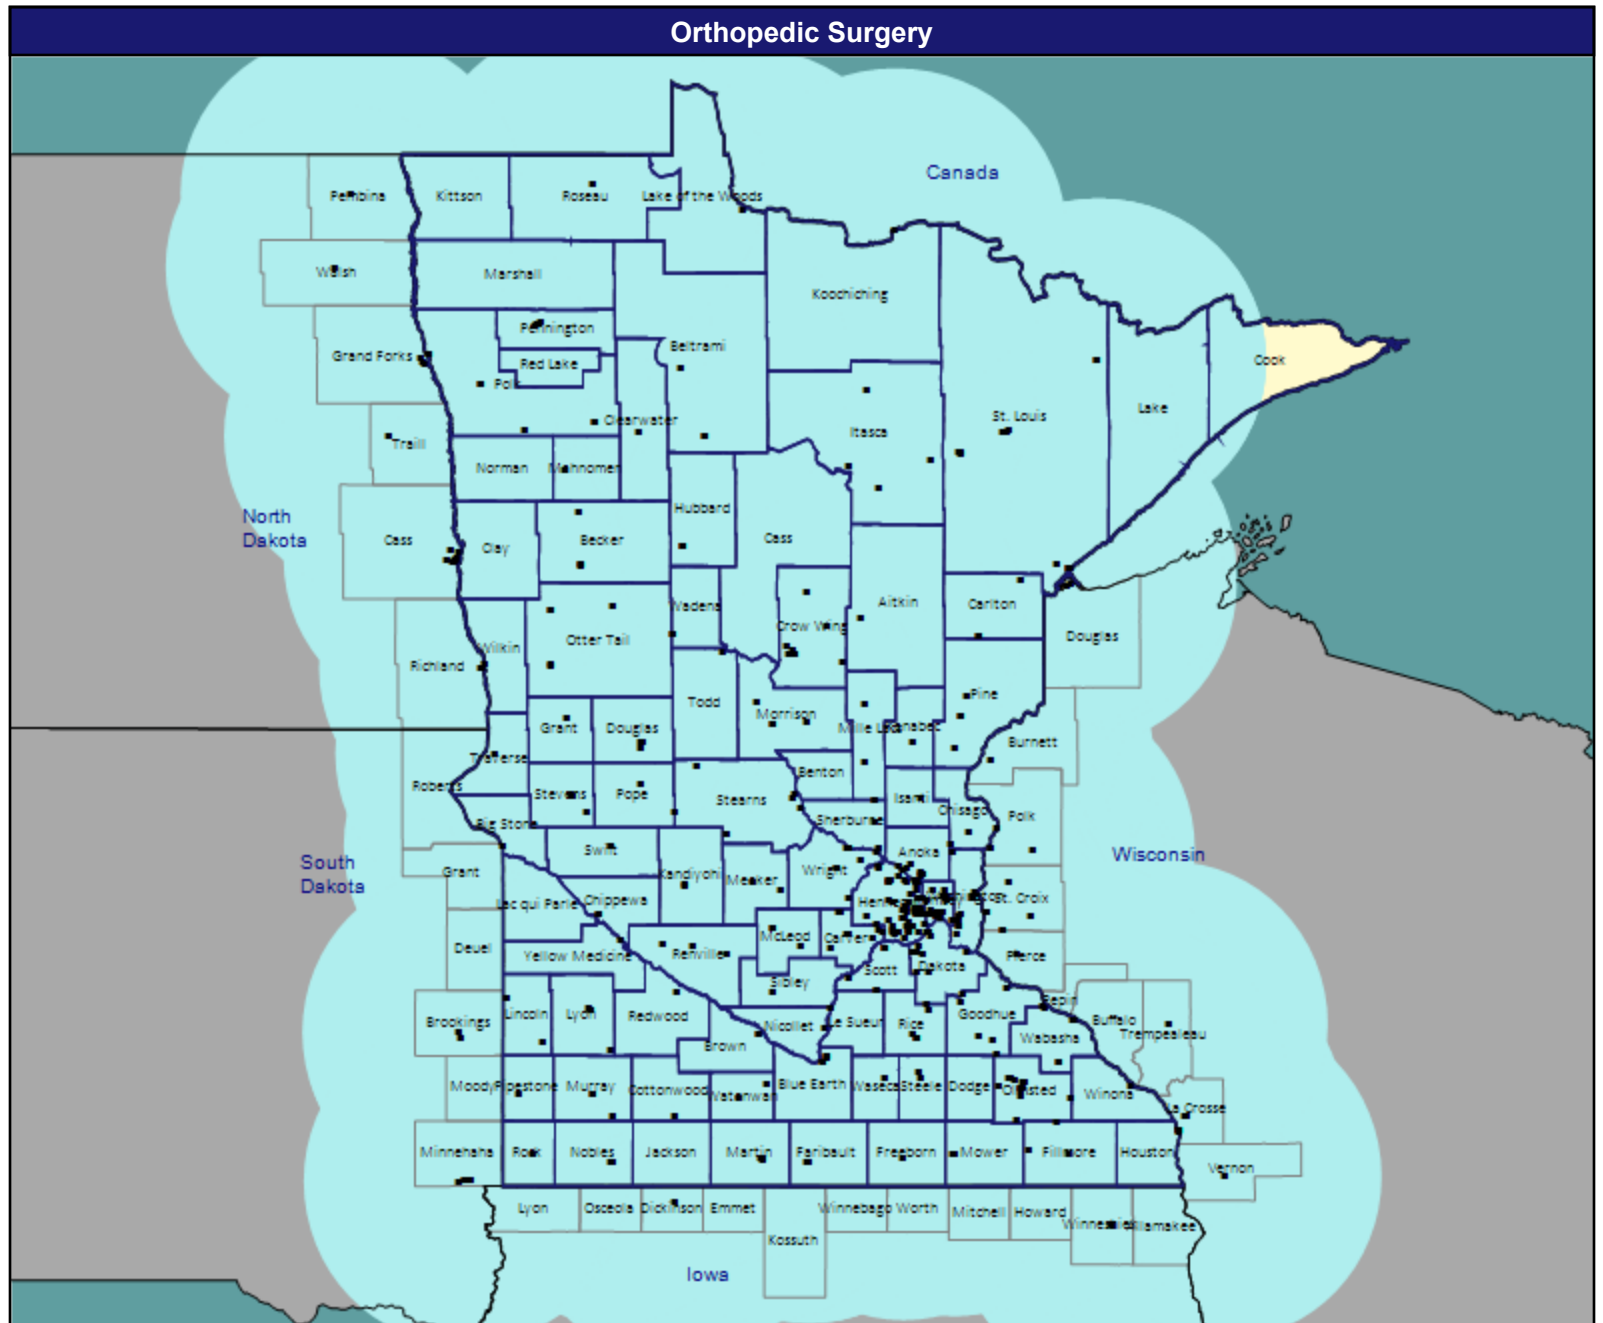 Orthopedic Surgery
Canada
Pembina
Kittson
Roseau
Lake of the Woods
Walsh
Marshall
Koochiching
Pennington
Beltrami
Grand Forks
Red Lake
Cook
Polk
Lake
St. Louis
Clearwater
Itasca
Traill
Norman
Mahnomen
Hubbard
North
Dakota
Cass
Clay
Becker
Cass
Aitkin
Carlton
Wadena
Crow Wing
Douglas
Otter Tail
Wilkin
Richland
Pine
Todd
Morrison
Grant
Douglas
Mille Lacs
Kanabec
Burnett
Traverse
Benton
Roberts
Stevens
Pope
Stearns
Isanti
Chisago
Polk
Sherburne
Big Stone
Swift
Anoka
Wisconsin
South
Dakota
Grant
Kandiyohi
Meeker
Wright
St. Croix
Lac qui Parle
Chippewa
McLeod
Carver
Deuel
Yellow Medicine
Renville
Scott
Dakota
Pierce
Sibley
Pepin
Lincoln
Lyon
Redwood
Nicollet
Le Sueur
Rice
Goodhue
Buffalo
Brookings
Trempealeau
Wabasha
Brown
Moody
Pipestone
Murray
Cottonwood
Watonwan
Blue Earth
Waseca
Steele
Dodge
Olmsted
Winona
La Crosse
Minnehaha
Rock
Nobles
Jackson
Martin
Faribault
Freeborn
Mower
Fillmore
Houston
Vernon
Lyon
Osceola
Dickinson
Emmet
Winnebago
Worth
Mitchell
Howard
Kossuth
Iowa